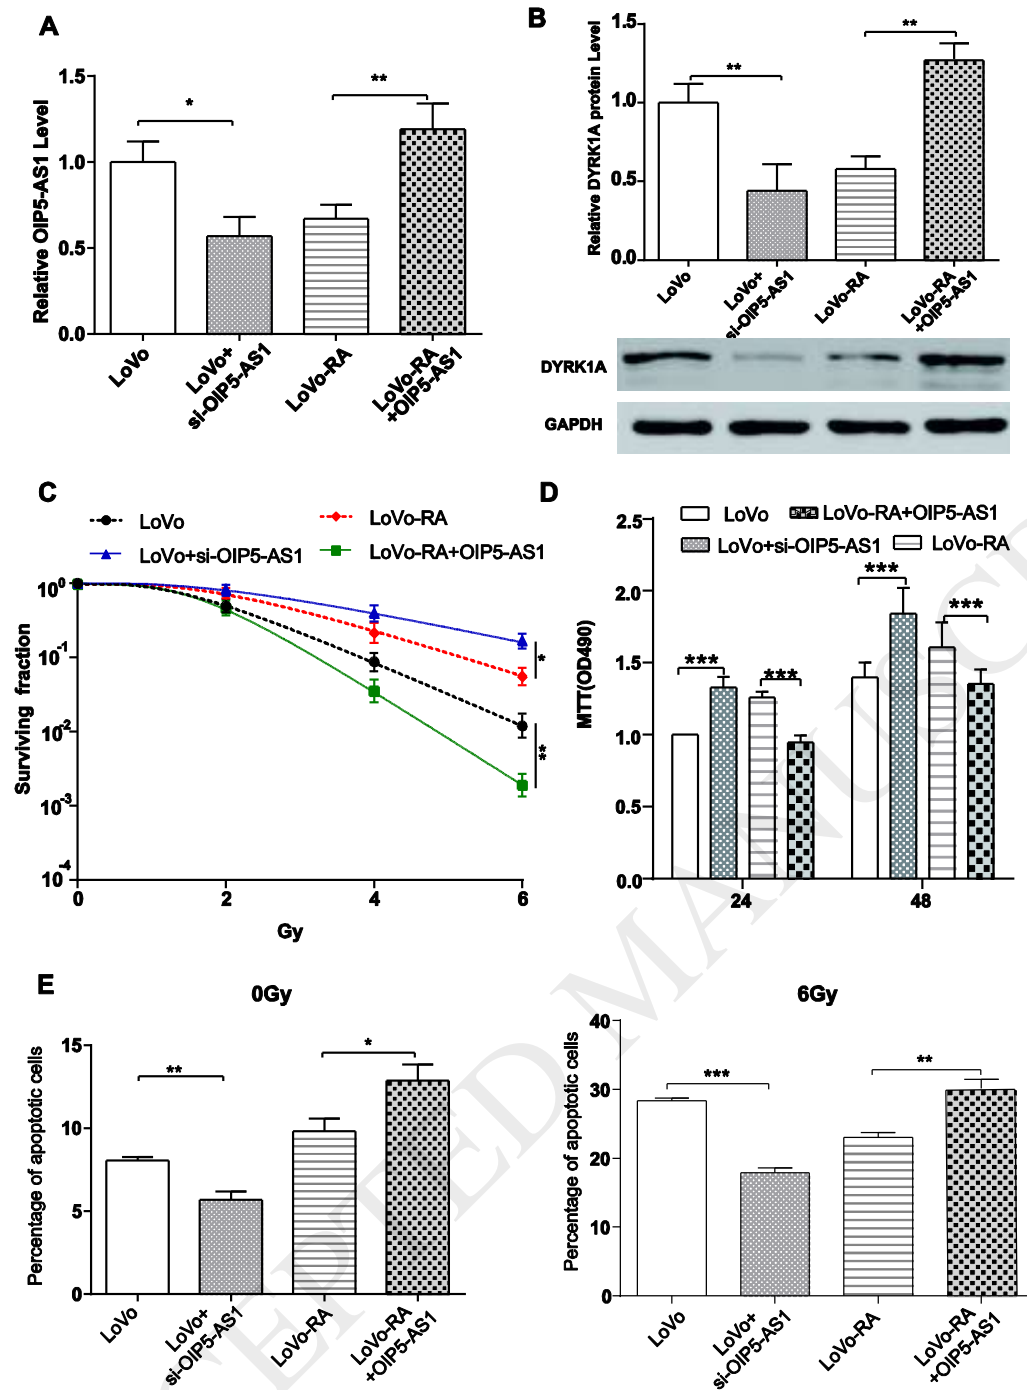 A
Relative OIP5-AS1 Level
1.5
1.0
0.5
0.0
*
**
LoVo
LoVo+
si-OIP5-AS1
LoVo-RA
LoVo-RA
+OIP5-AS1
B
Relative DYRK1A protein Level
1.5
1.0
0.5
0.0
**
**
LoVo
LoVo+
si-OIP5-AS1
LoVo-RA
LoVo-RA
+OIP5-AS1
DYRK1A
GAPDH
C
LoVo
LoVo-RA
LoVo+si-OIP5-AS1
LoVo-RA+OIP5-AS1
Surviving fraction
10^0
10^-1
10^-2
10^-3
10^-4
0
2
4
6
Gy
*
**
D
LoVo
LoVo-RA+OIP5-AS1
LoVo+si-OIP5-AS1
LoVo-RA
MTT(OD490)
2.5
2.0
1.5
1.0
0.5
0.0
***
***
***
***
24
48
E
0Gy
Percentage of apoptotic cells
15
10
5
0
**
*
LoVo
LoVo+
si-OIP5-AS1
LoVo-RA
LoVo-RA
+OIP5-AS1
6Gy
Percentage of apoptotic cells
40
30
20
10
0
***
**
LoVo
LoVo+
si-OIP5-AS1
LoVo-RA
LoVo-RA
+OIP5-AS1
EPTED MANUSC